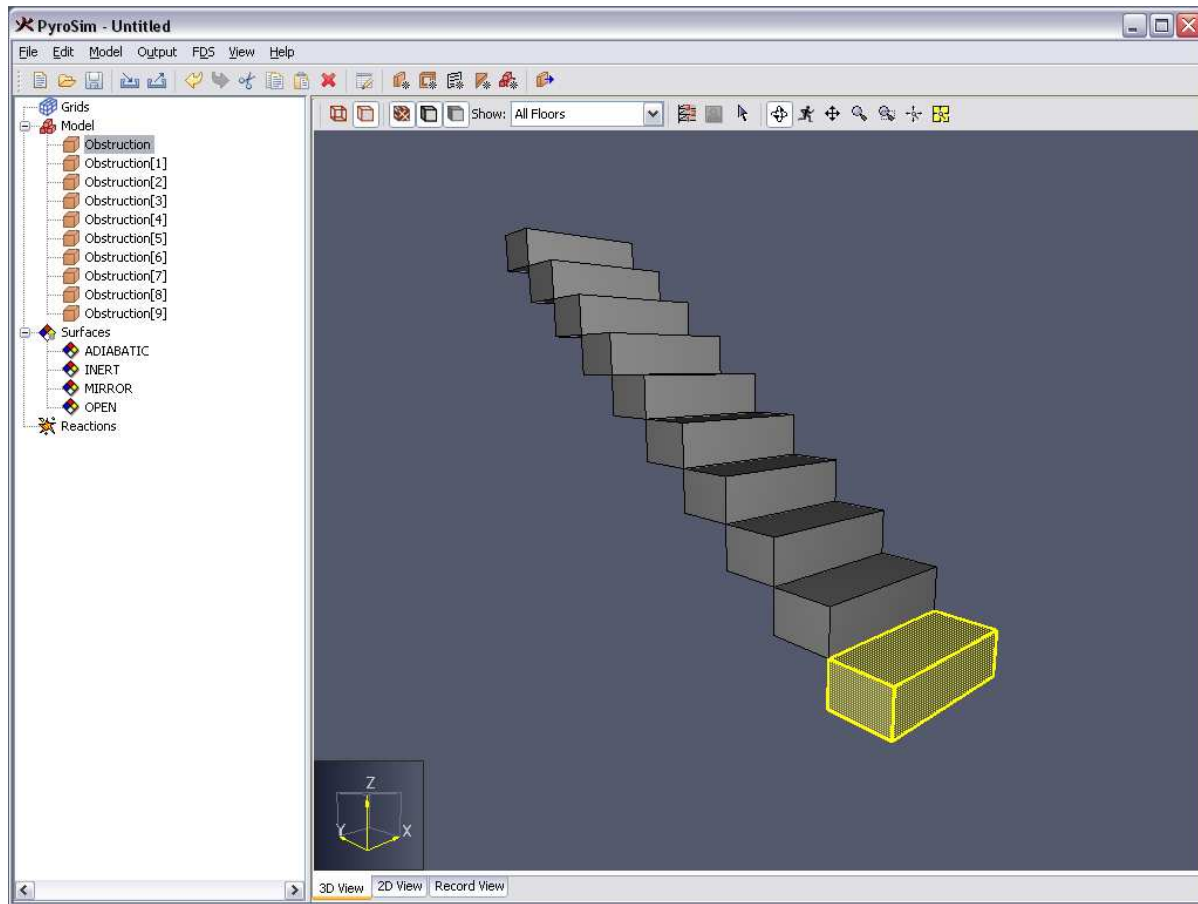 PyroSim - Untitled
File Edit Model Output FDS View Help
Grids
Model
Obstruction
Obstruction[1]
Obstruction[2]
Obstruction[3]
Obstruction[4]
Obstruction[5]
Obstruction[6]
Obstruction[7]
Obstruction[8]
Obstruction[9]
Surfaces
ADIABATIC
INERT
MIRROR
OPEN
Reactions
Show: All Floors
Z
Y X
3D View 2D View Record View